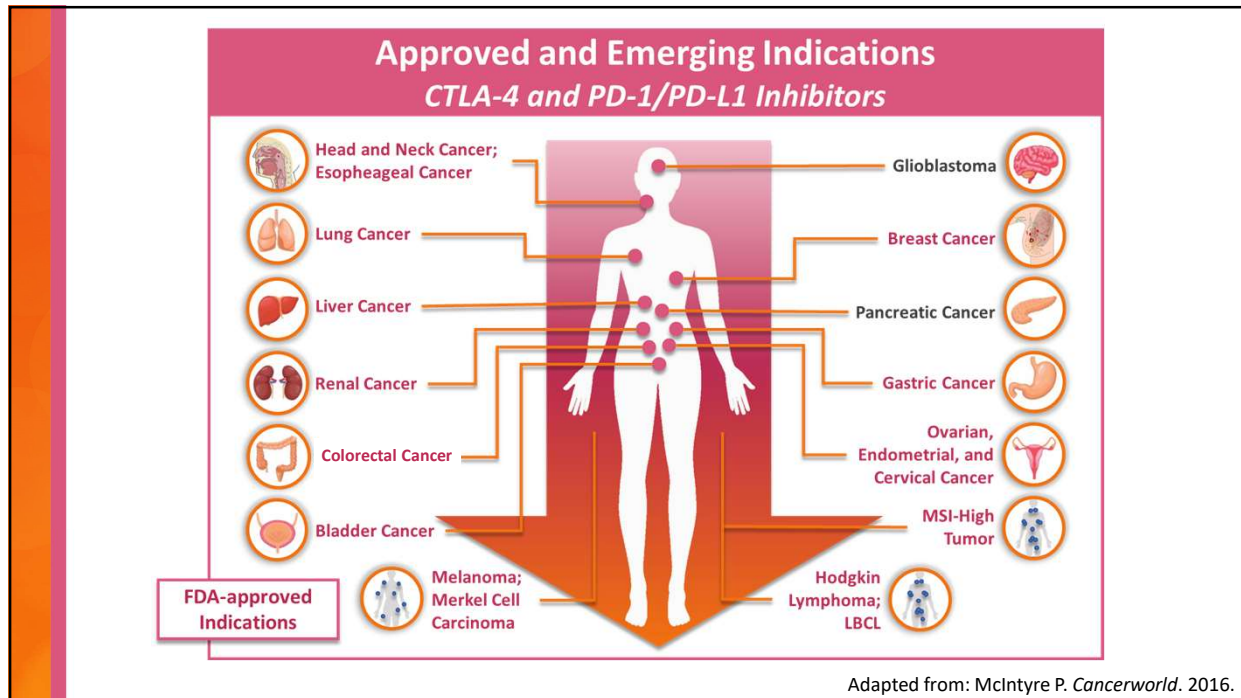 Approved and Emerging Indications
CTLA-4 and PD-1/PD-L1 Inhibitors
Head and Neck Cancer;
Esopheageal Cancer
Lung Cancer
Liver Cancer
Renal Cancer
Colorectal Cancer
Bladder Cancer
Melanoma;
Merkel Cell
Carcinoma
Glioblastoma
Breast Cancer
Pancreatic Cancer
Gastric Cancer
Ovarian,
Endometrial, and
Cervical Cancer
MSI-High
Tumor
Hodgkin
Lymphoma;
LBCL
FDA-approved
Indications
Adapted from: McIntyre P. Cancerworld. 2016.